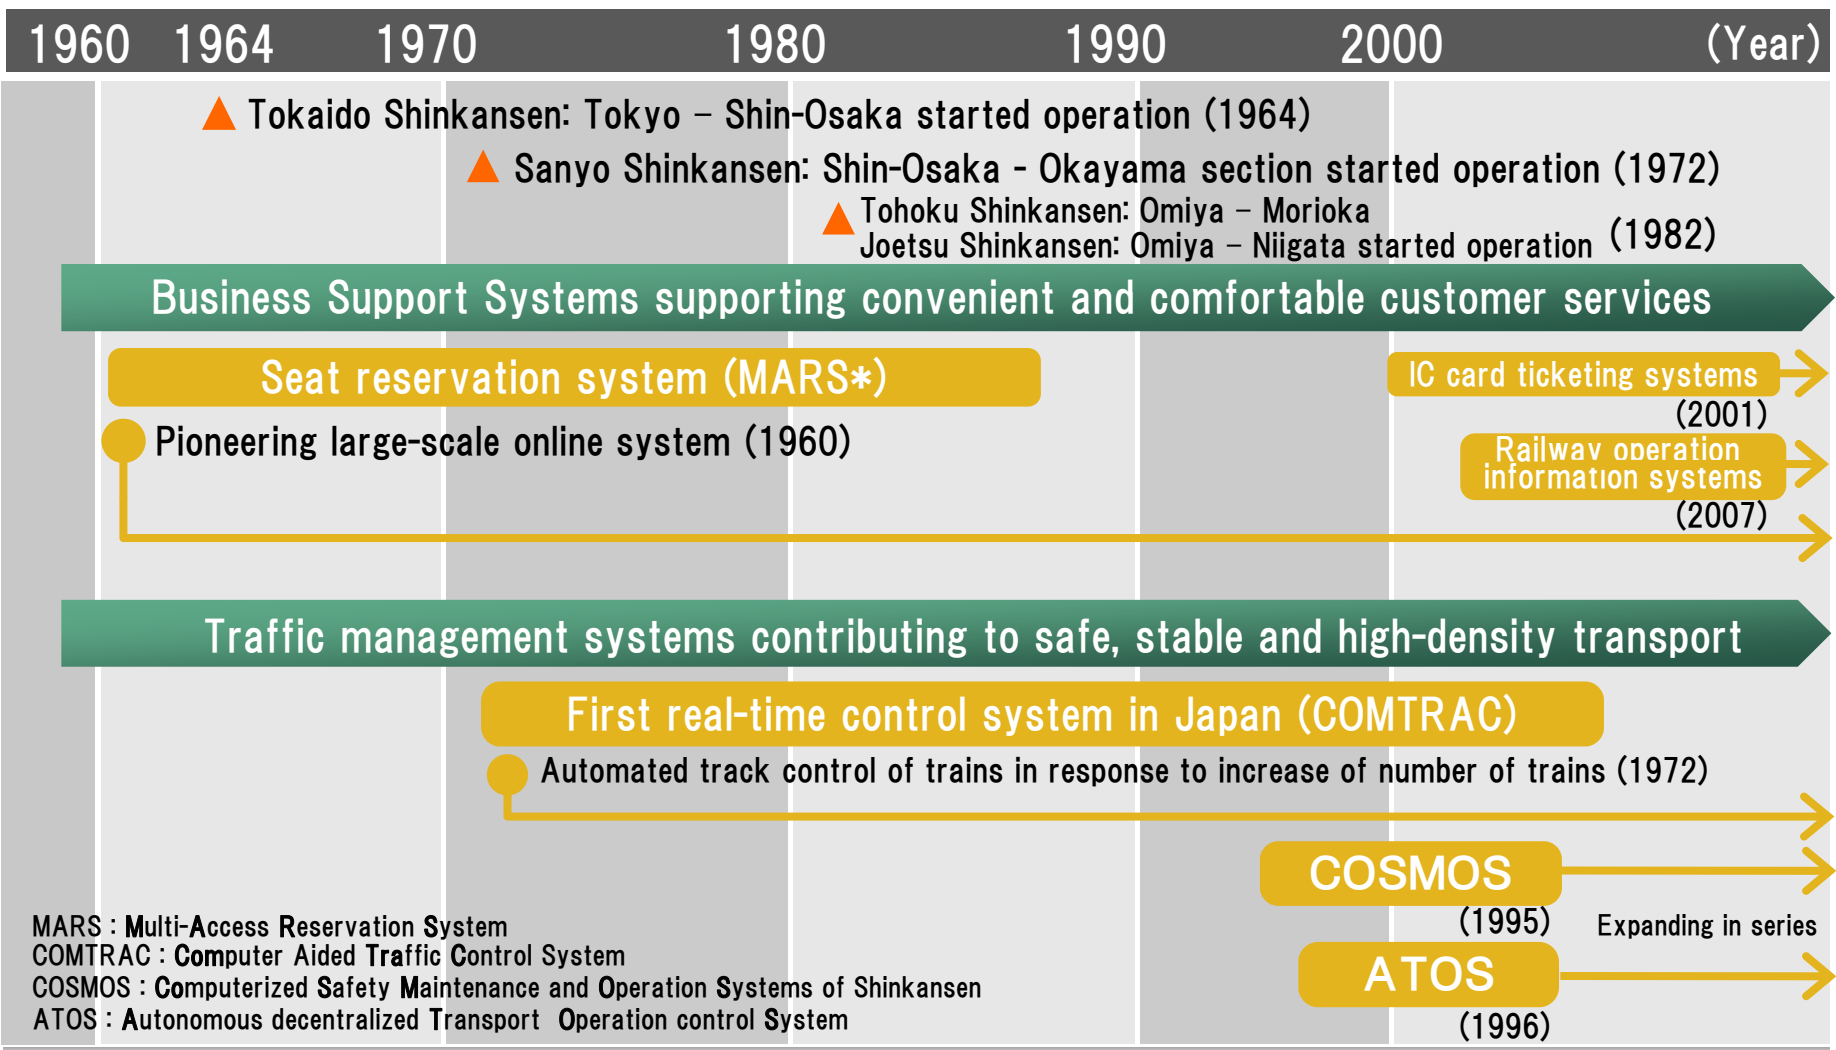 1960 1964 1970 1980 1990 2000 (Year)
Tokaido Shinkansen: Tokyo – Shin-Osaka started operation (1964)
Sanyo Shinkansen: Shin-Osaka - Okayama section started operation (1972)
Tohoku Shinkansen: Omiya – Morioka
Joetsu Shinkansen: Omiya – Niigata started operation (1982)
Business Support Systems supporting convenient and comfortable customer services
Seat reservation system (MARS*)
IC card ticketing systems
(2001)
Pioneering large-scale online system (1960)
Railway operation
information systems
(2007)
Traffic management systems contributing to safe, stable and high-density transport
First real-time control system in Japan (COMTRAC)
Automated track control of trains in response to increase of number of trains (1972)
COSMOS
(1995)
Expanding in series
ATOS
(1996)
MARS : Multi-Access Reservation System
COMTRAC : Computer Aided Traffic Control System
COSMOS : Computerized Safety Maintenance and Operation Systems of Shinkansen
ATOS : Autonomous decentralized Transport Operation control System